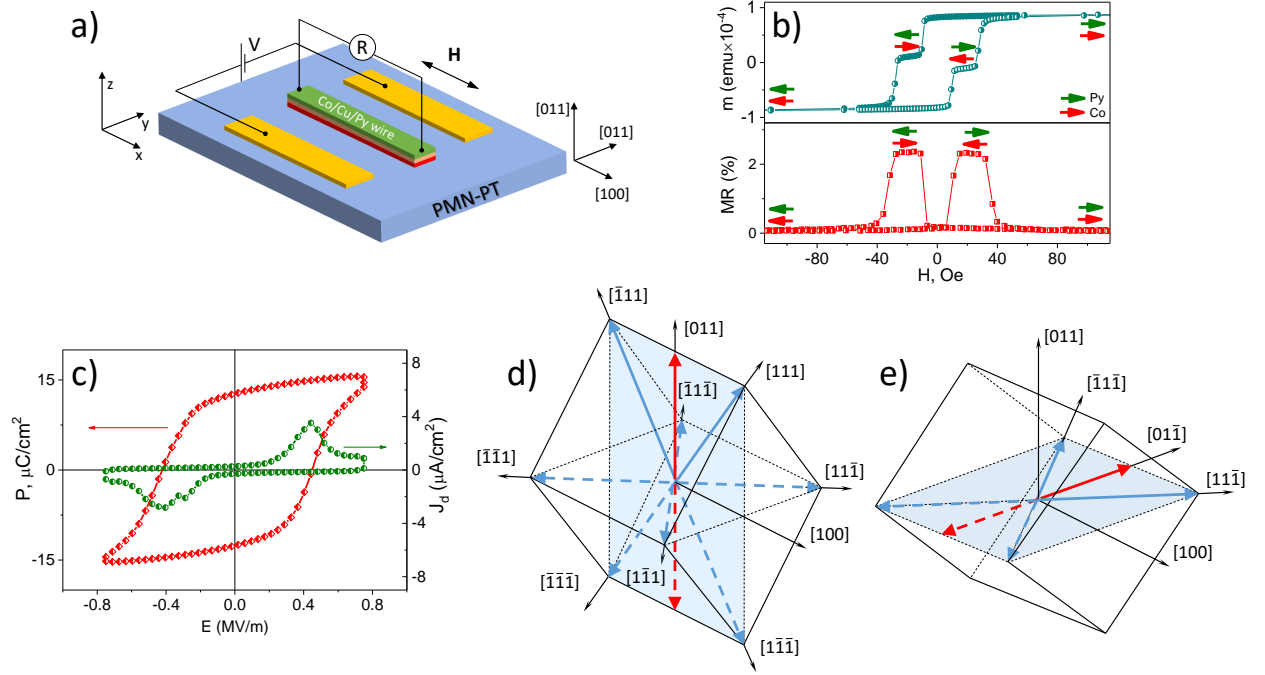 a)
V
R
H
Co/Cu/Py wire
z
y
x
[011]
[011]
[100]
PMN-PT
b)
m (emu×10⁻⁴)
1
0
-1
Py
Co
MR (%)
2
0
-80 -40 0 40 80
H, Oe
c)
P, μC/cm²
15
0
-15
J_d (μA/cm²)
8
4
0
-4
-8
-0.8 -0.4 0.0 0.4 0.8
E (MV/m)
d)
[1̄11]
[011]
[111]
[1̄11̄]
[1̄1̄1]
[111̄]
[100]
[1̄1̄1̄]
[11̄1]
[11̄1̄]
e)
[011]
[1̄11̄]
[011̄]
[111̄]
[100]